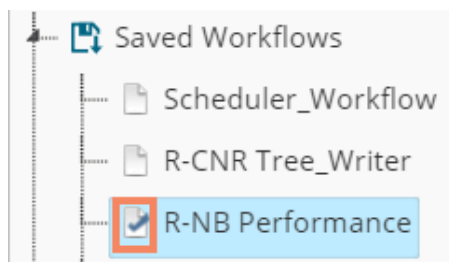 Saved Workflows
Scheduler_Workflow
R-CNR Tree_Writer
R-NB Performance